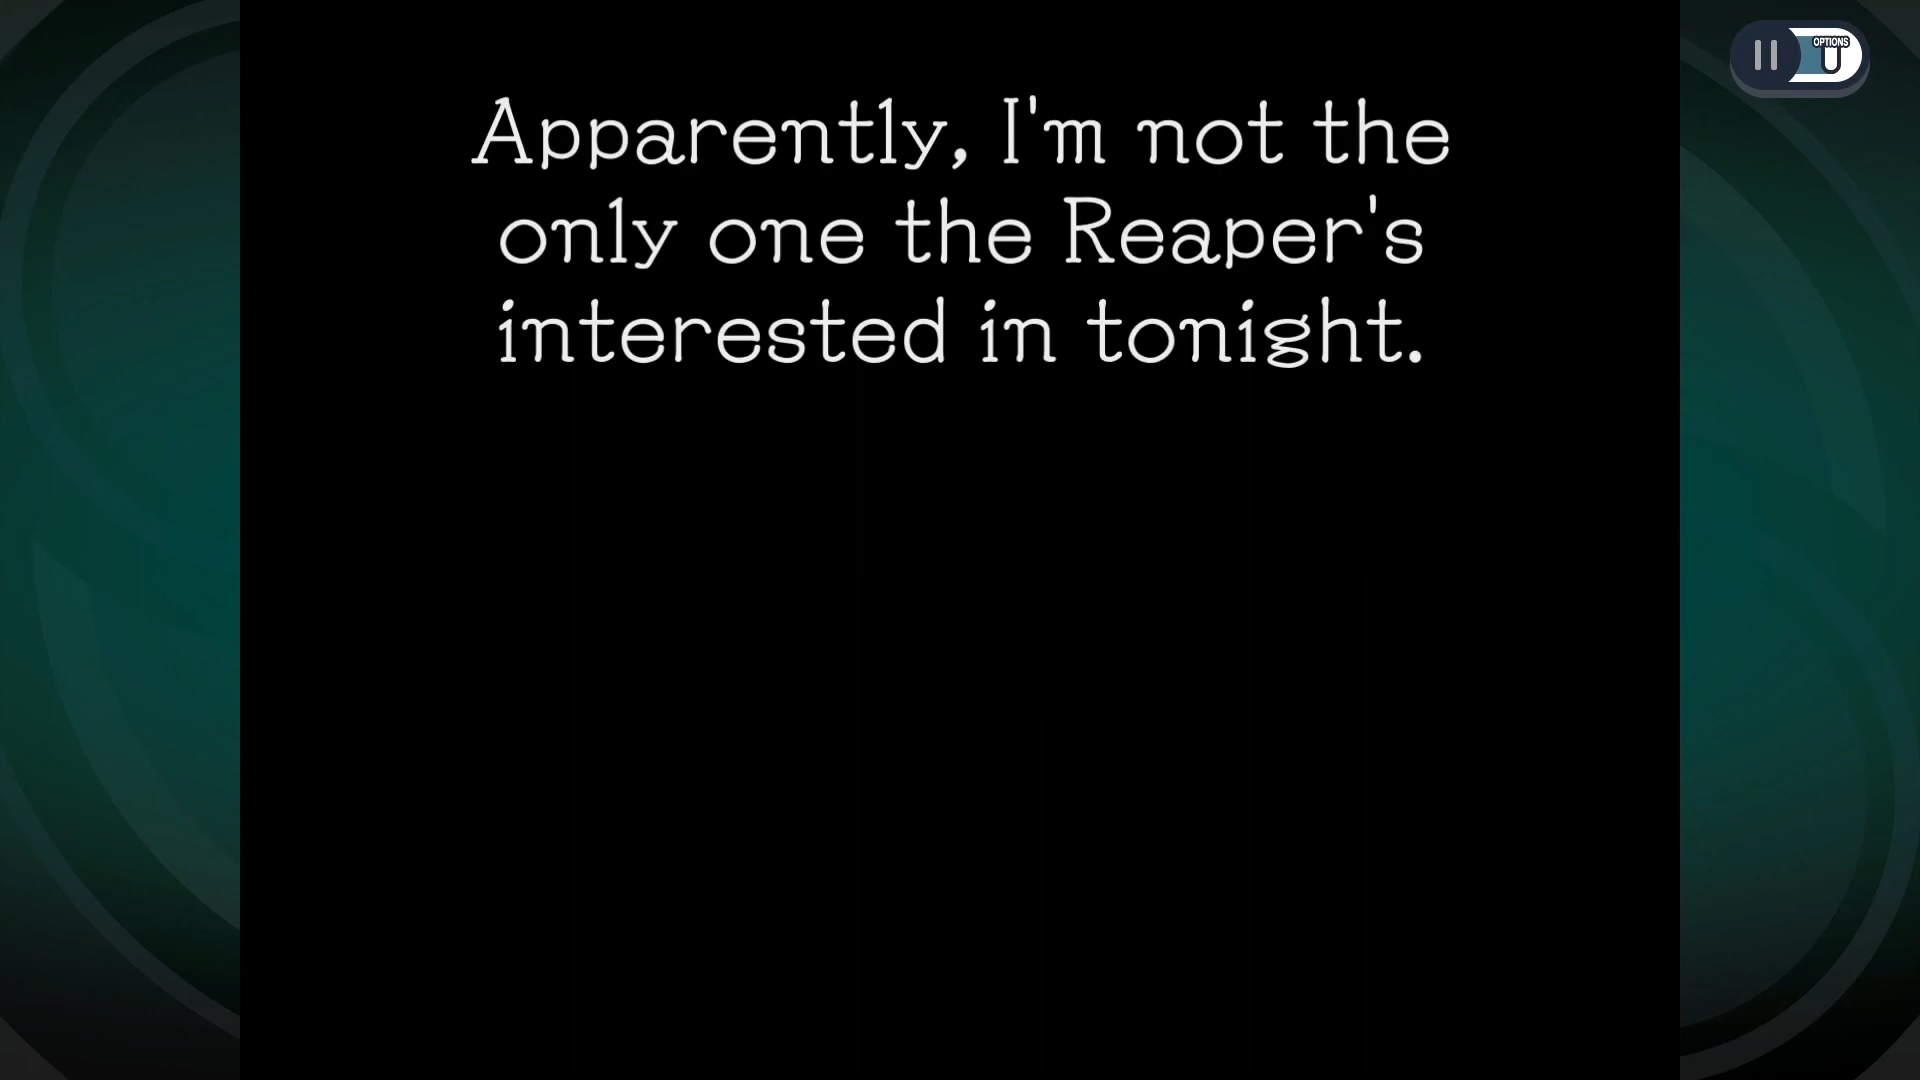 OPTIONS
Apparently, I'm not the
only one the Reaper's
interested in tonight.